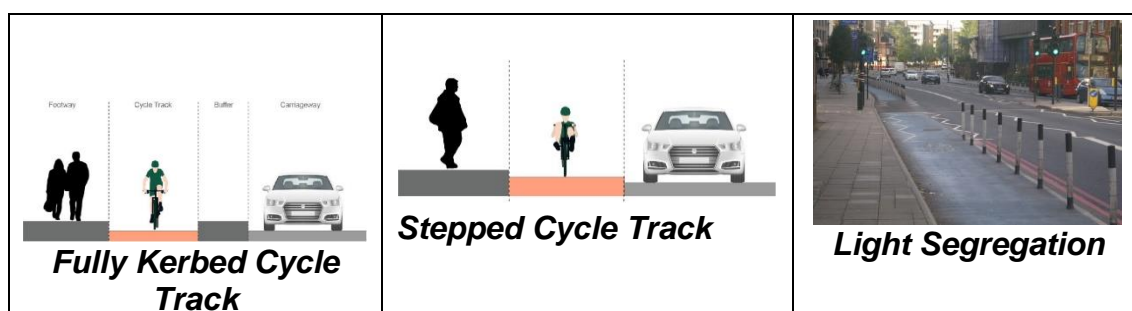 Footway Cycle Track Buffer Carriageway
Fully Kerbed Cycle
Track
Stepped Cycle Track
Light Segregation